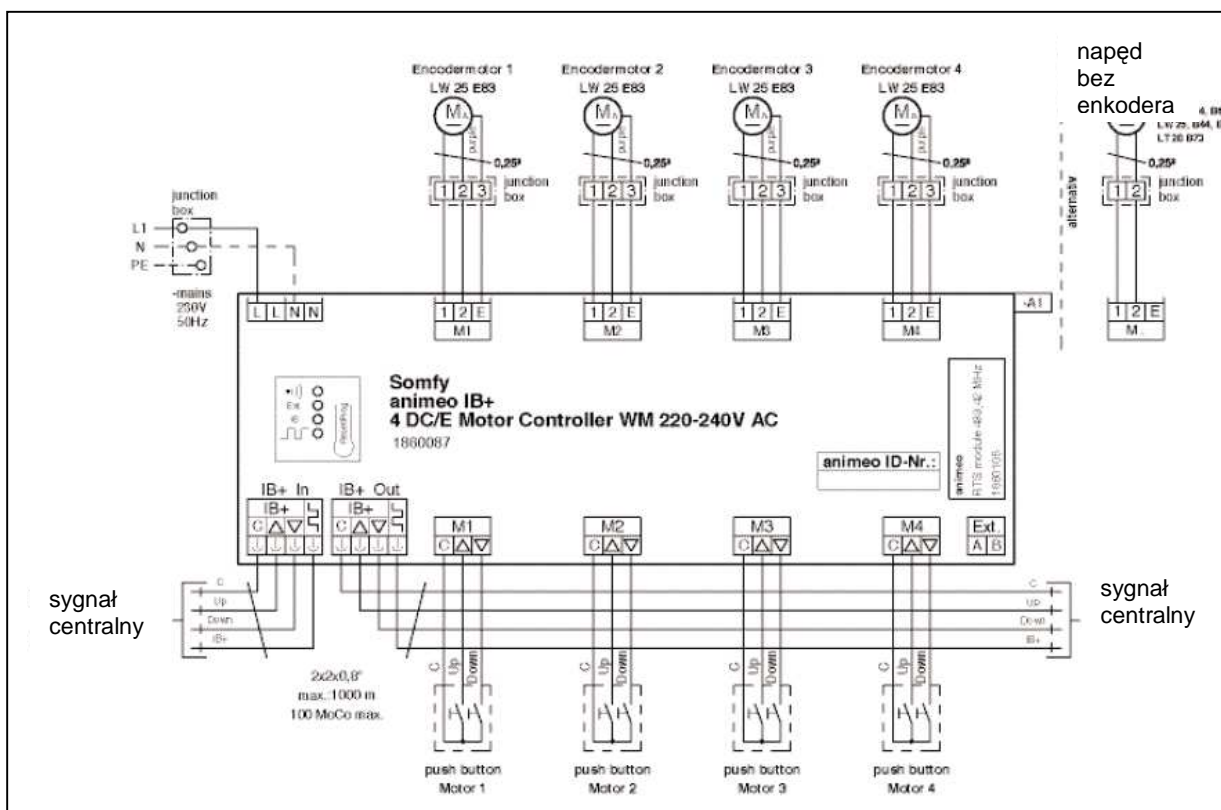 Encodermotor 1
LW 25 E83
M
purple
0,25²
1 2 3
junction
box
Encodermotor 2
LW 25 E83
M
purple
0,25²
1 2 3
junction
box
Encodermotor 3
LW 25 E83
M
purple
0,25²
1 2 3
junction
box
Encodermotor 4
LW 25 E83
M
purple
0,25²
1 2 3
junction
box
napęd
bez
enkodera
LT 28 B73
0,25²
1 2
junction
box
junction
box
L1
N
PE
-mains
230V
50Hz
L L N N
1 2 E
M1
1 2 E
M2
1 2 E
M3
1 2 E
M4
-A1
1 2 E
M.
Somfy
animeo IB+
4 DC/E Motor Controller WM 220-240V AC
1860087
Ext.
animeo ID-Nr.:
animeo
1860105
IB+ In
IB+
C
IB+ Out
IB+
C
M1
C
M2
C
M3
C
M4
C
Ext.
A B
sygnał
centralny
C
Up
Down
IB+
C
Up
Down
IB+
sygnał
centralny
max.:1000 m
100 MoCo max.
C
Up
Down
C
Up
Down
C
Up
Down
C
Up
Down
push button
Motor 1
push button
Motor 2
push button
Motor 3
push button
Motor 4